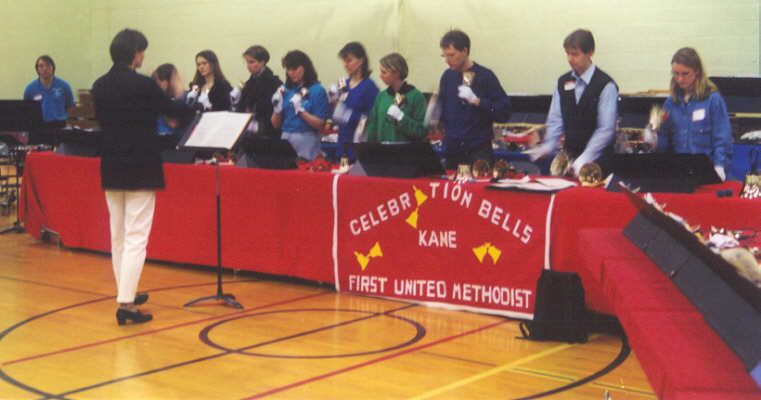 CELEBRATION BELLS
KANE
FIRST UNITED METHODIST